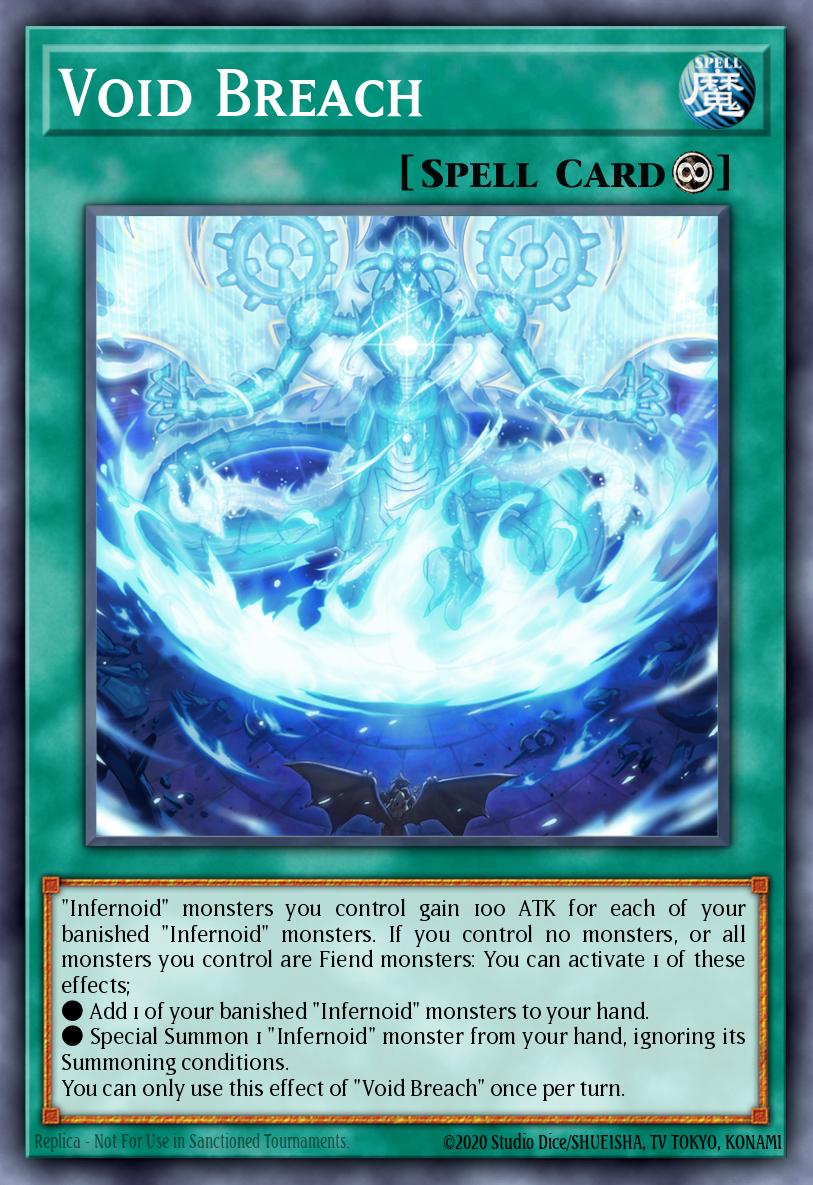 Void Breach
SPELL
魔
[Spell Card]
"Infernoid" monsters you control gain 100 ATK for each of your
banished "Infernoid" monsters. If you control no monsters, or all
monsters you control are Fiend monsters: You can activate 1 of these
effects;
● Add 1 of your banished "Infernoid" monsters to your hand.
● Special Summon 1 "Infernoid" monster from your hand, ignoring its
Summoning conditions.
You can only use this effect of "Void Breach" once per turn.
Replica - Not For Use in Sanctioned Tournaments.
©2020 Studio Dice/SHUEISHA, TV TOKYO, KONAMI